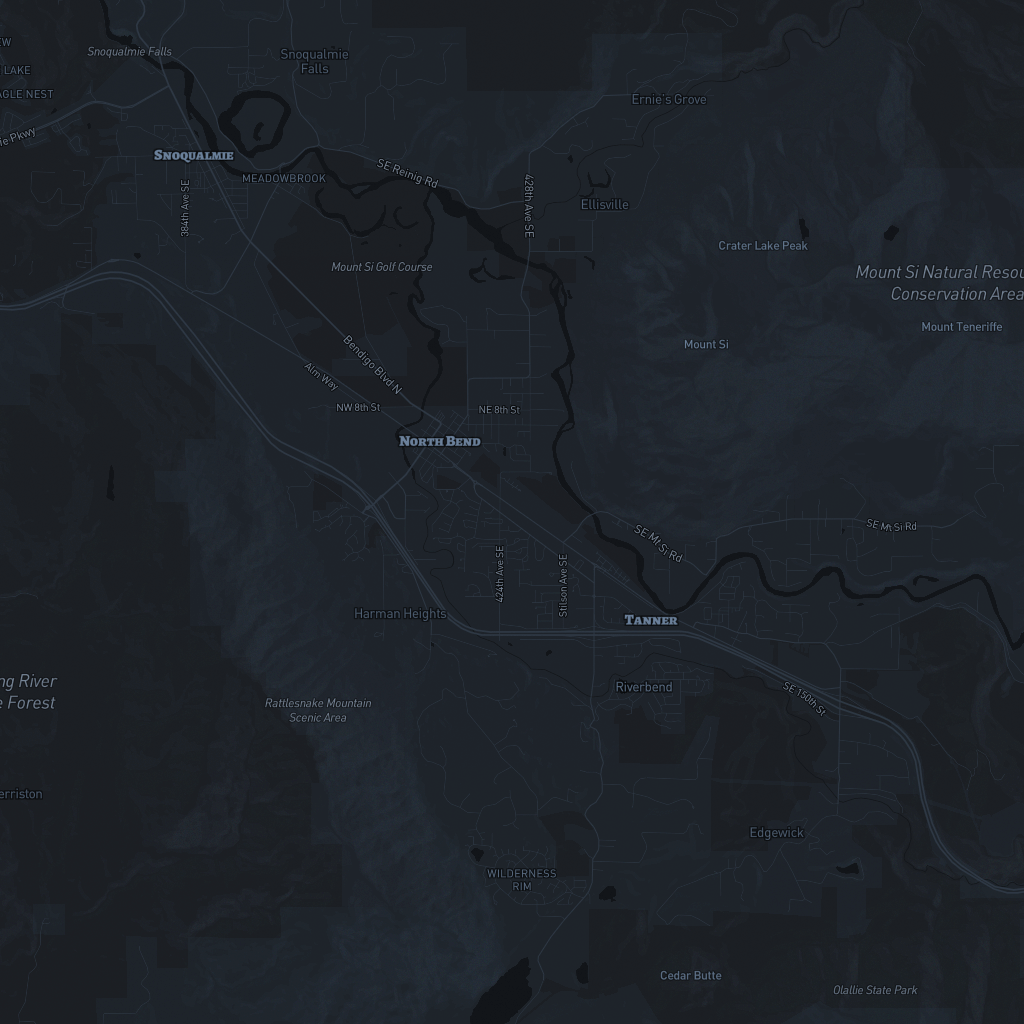 Snoqualmie Falls
Snoqualmie
Falls
EW
LAKE
AGLE NEST
Ernie's Grove
ie Pkwy
SNOQUALMIE
SE Reinig Rd
MEADOWBROOK
384th Ave SE
428th Ave SE
Ellisville
Crater Lake Peak
Mount Si Golf Course
Mount Si Natural Resou
Conservation Area
Mount Teneriffe
Mount Si
Bendigo Blvd N
Alm Way
NW 8th St
NE 8th St
NORTH BEND
SE Mt Si Rd
SE Mt Si Rd
424th Ave SE
Stilson Ave SE
Harman Heights
TANNER
ng River
e Forest
Riverbend
SE 150th St
Rattlesnake Mountain
Scenic Area
erriston
Edgewick
WILDERNESS
RIM
Cedar Butte
Olallie State Park